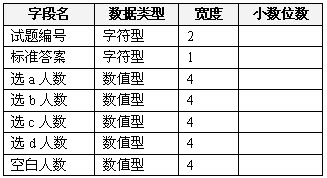 字段名 数据类型 宽度 小数位数
试题编号 字符型 2
标准答案 字符型 1
选a人数 数值型 4
选b人数 数值型 4
选c人数 数值型 4
选d人数 数值型 4
空白人数 数值型 4